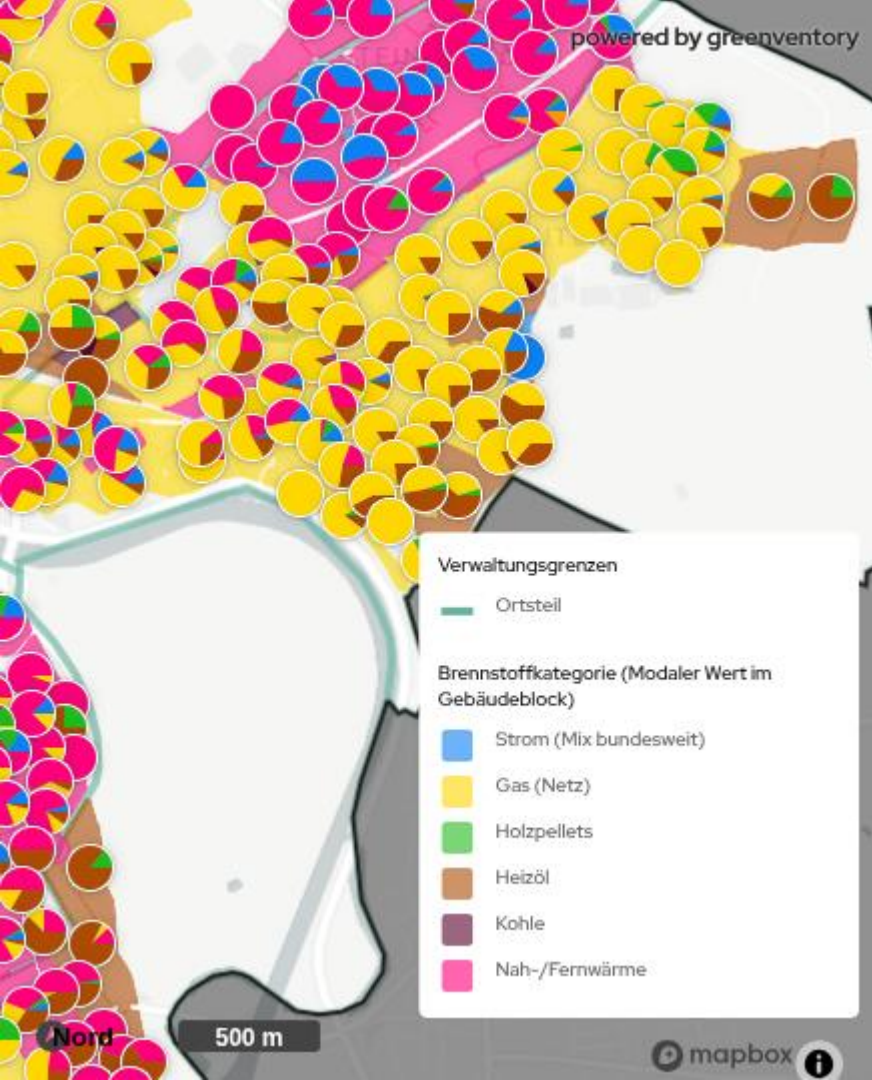 powered by greenventory
Verwaltungsgrenzen
Ortsteil
Brennstoffkategorie (Modaler Wert im
Gebäudeblock)
Strom (Mix bundesweit)
Gas (Netz)
Holzpellets
Heizöl
Kohle
Nah-/Fernwärme
Nord
500 m
mapbox